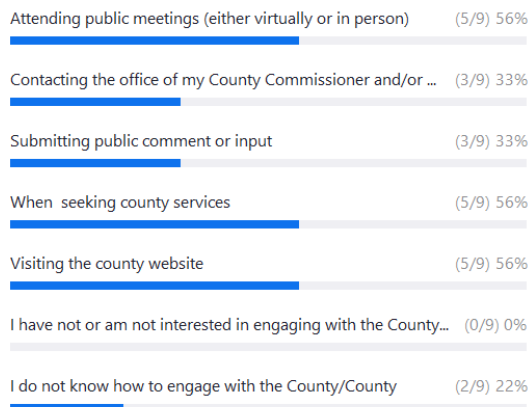 Attending public meetings (either virtually or in person) (5/9) 56%
Contacting the office of my County Commissioner and/or ... (3/9) 33%
Submitting public comment or input (3/9) 33%
When seeking county services (5/9) 56%
Visiting the county website (5/9) 56%
I have not or am not interested in engaging with the County... (0/9) 0%
I do not know how to engage with the County/County (2/9) 22%